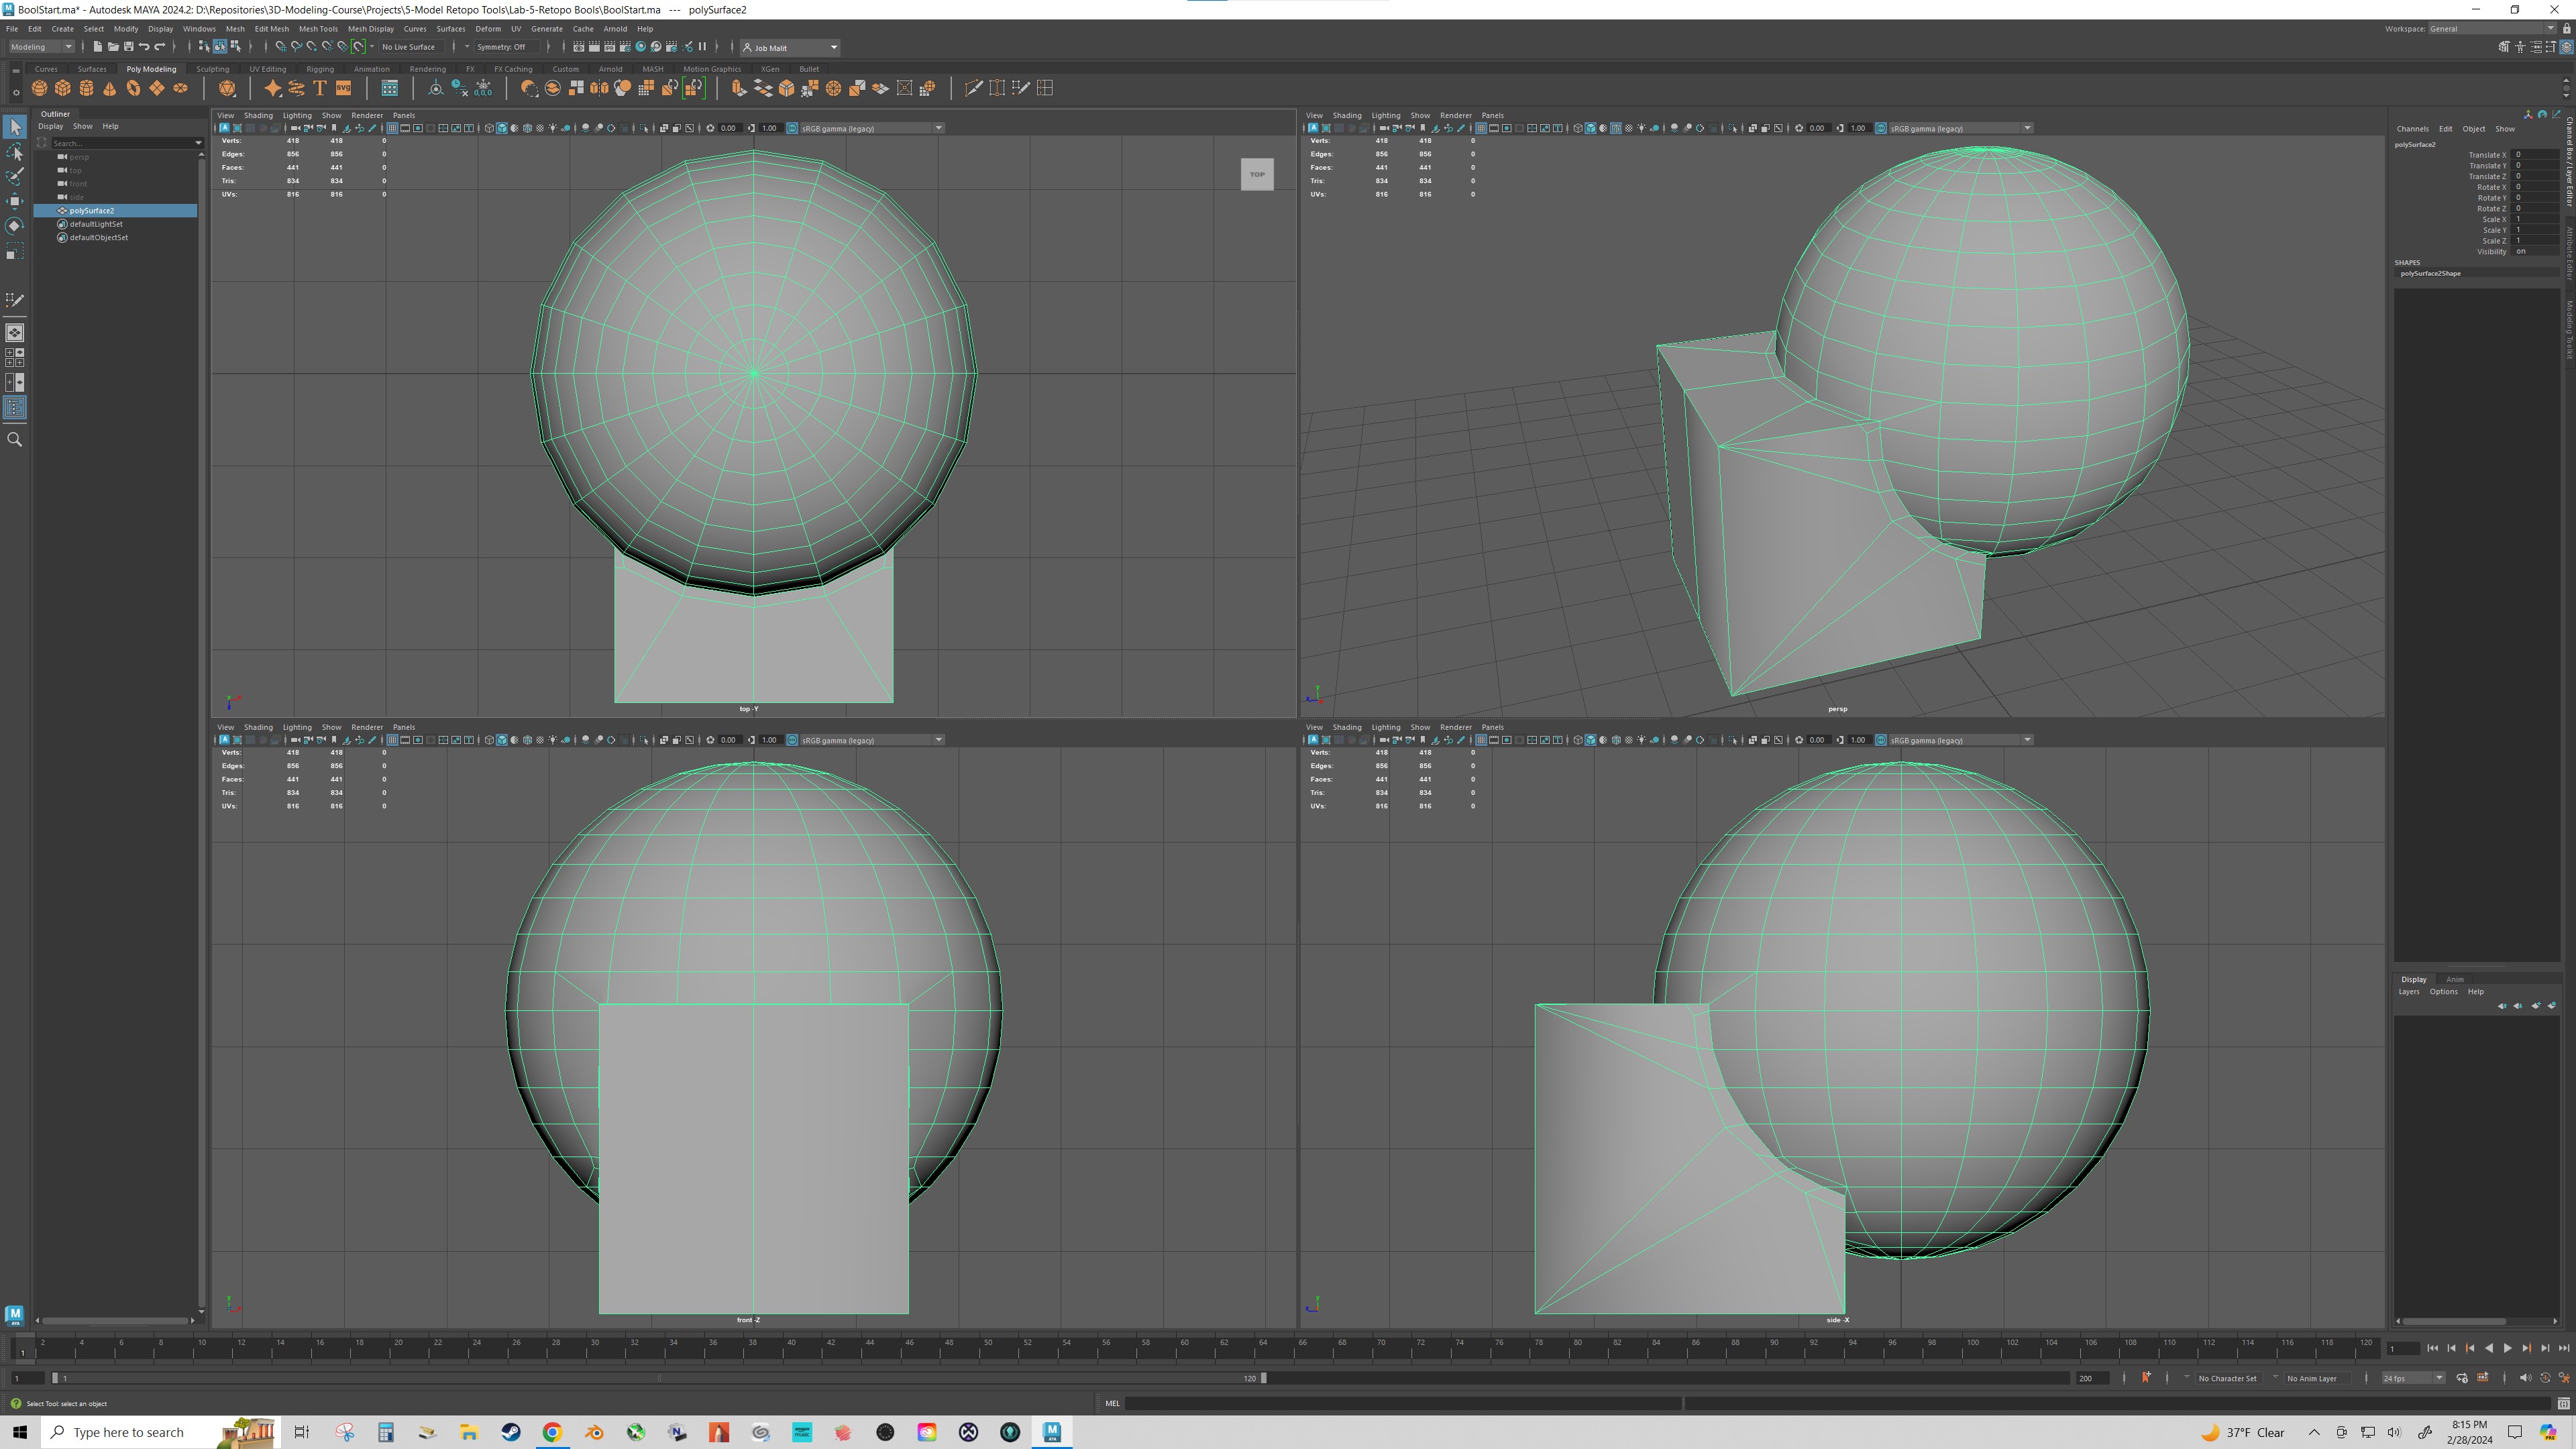 BoolStart.ma* - Autodesk MAYA 2024.2: D:\Repositories\3D-Modeling-Course\Projects\5-Model Retopo Tools\Lab-5-Retopo Bools\BoolStart.ma --- polySurface2
File Edit Create Select Modify Display Windows Mesh Edit Mesh Mesh Tools Mesh Display Curves Surfaces Deform UV Generate Cache Arnold Help
Workspace: General
Modeling No Live Surface Symmetry: Off Job Malit
Curves Surfaces Poly Modeling Sculpting UV Editing Rigging Animation Rendering FX FX Caching Custom Arnold MASH Motion Graphics XGen Bullet
SVG
0,0,0
Outliner
Display Show Help
Search...
persp
top
front
side
polySurface2
defaultLightSet
defaultObjectSet
View Shading Lighting Show Renderer Panels
0.00 1.00 sRGB gamma (legacy)
Verts: 418 418 0
Edges: 856 856 0
Faces: 441 441 0
Tris: 834 834 0
UVs: 816 816 0
TOP
top -Y
View Shading Lighting Show Renderer Panels
0.00 1.00 sRGB gamma (legacy)
Verts: 418 418 0
Edges: 856 856 0
Faces: 441 441 0
Tris: 834 834 0
UVs: 816 816 0
persp
View Shading Lighting Show Renderer Panels
0.00 1.00 sRGB gamma (legacy)
Verts: 418 418 0
Edges: 856 856 0
Faces: 441 441 0
Tris: 834 834 0
UVs: 816 816 0
front -Z
View Shading Lighting Show Renderer Panels
0.00 1.00 sRGB gamma (legacy)
Verts: 418 418 0
Edges: 856 856 0
Faces: 441 441 0
Tris: 834 834 0
UVs: 816 816 0
side -X
Channels Edit Object Show
polySurface2
Translate X 0
Translate Y 0
Translate Z 0
Rotate X 0
Rotate Y 0
Rotate Z 0
Scale X 1
Scale Y 1
Scale Z 1
Visibility on
SHAPES
polySurface2Shape
Channel Box / Layer Editor
Attribute Editor
Modeling Toolkit
Display Anim
Layers Options Help
2 4 6 8 10 12 14 16 18 20 22 24 26 28 30 32 34 36 38 40 42 44 46 48 50 52 54 56 58 60 62 64 66 68 70 72 74 76 78 80 82 84 86 88 90 92 94 96 98 100 102 104 106 108 110 112 114 116 118 120
1
1
1 1 120 200 No Character Set No Anim Layer 24 fps
Select Tool: select an object
MEL
Type here to search
37°F Clear
8:15 PM
2/28/2024